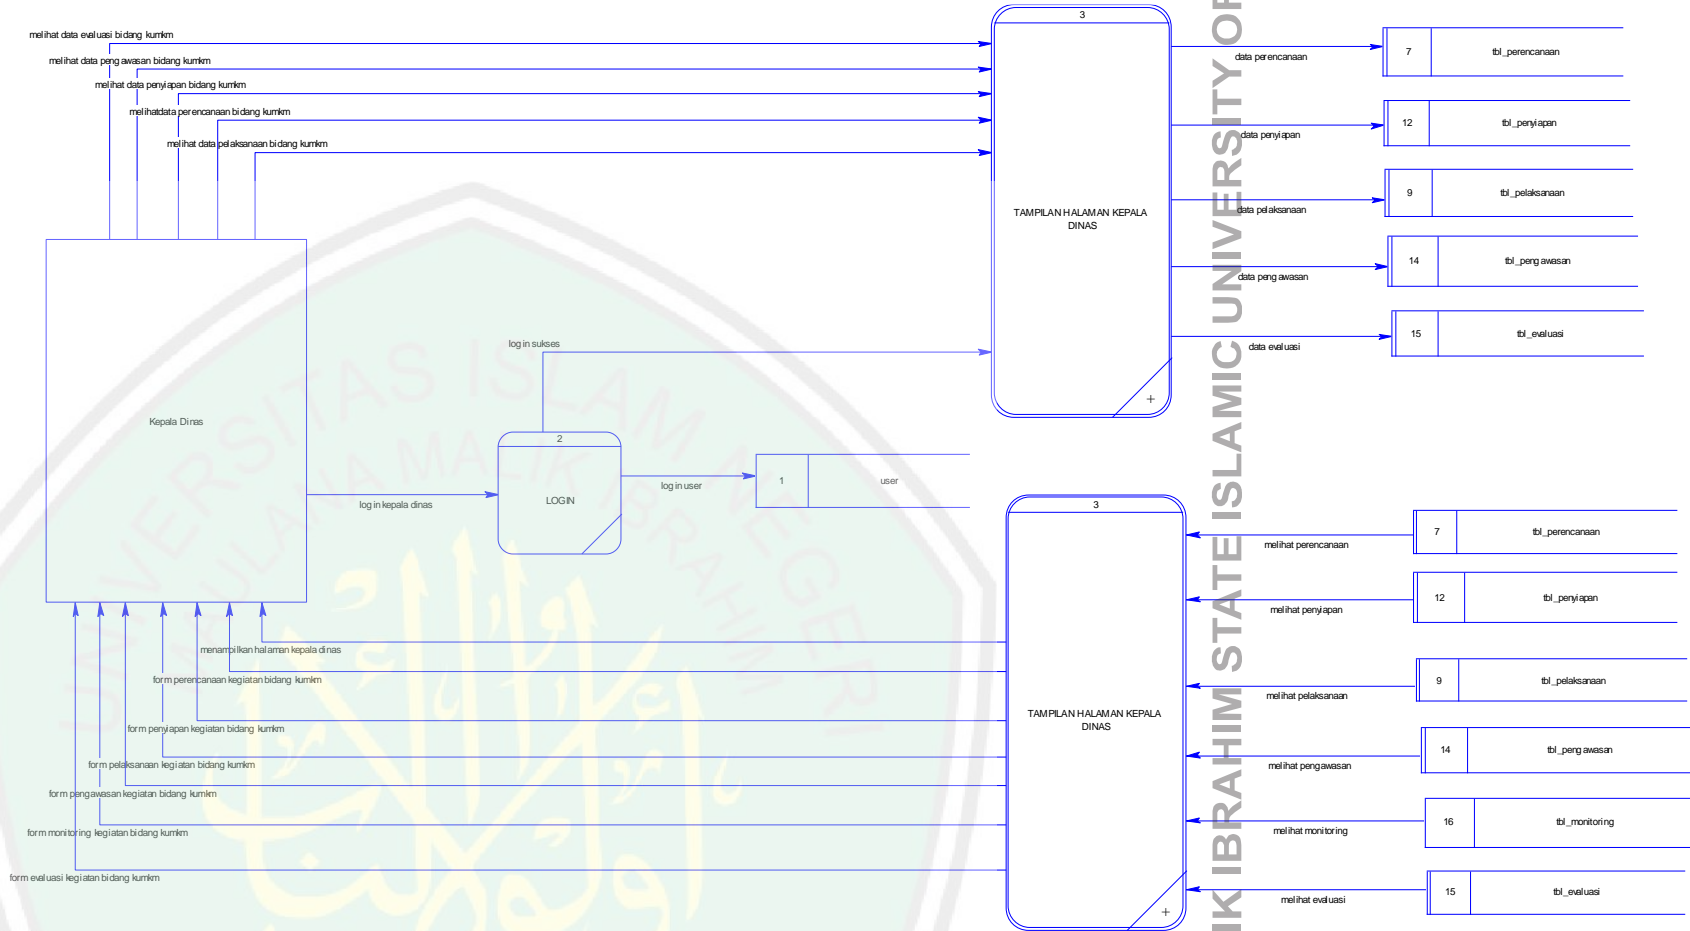 3
melihat data evaluasi bidang kumkm
melihat data pengawasan bidang kumkm
melihat data penyiapan bidang kumkm
melihatdata perencanaan bidang kumkm
melihat data pelaksanaan bidang kumkm
TAMPILAN HALAMAN KEPALA
DINAS
+
data perencanaan
7
tbl_perencanaan
data penyiapan
12
tbl_penyiapan
data pelaksanaan
9
tbl_pelaksanaan
data pengawasan
14
tbl_pengawasan
data evaluasi
15
tbl_evaluasi
login sukses
Kepala Dinas
login kepala dinas
2
LOGIN
login user
1
user
3
TAMPILAN HALAMAN KEPALA
DINAS
+
melihat perencanaan
7
tbl_perencanaan
melihat penyiapan
12
tbl_penyiapan
melihat pelaksanaan
9
tbl_pelaksanaan
melihat pengawasan
14
tbl_pengawasan
melihat monitoring
16
tbl_monitoring
melihat evaluasi
15
tbl_evaluasi
menampilkan halaman kepala dinas
form perencanaan kegiatan bidang kumkm
form penyiapan kegiatan bidang kumkm
form pelaksanaan kegiatan bidang kumkm
form pengawasan kegiatan bidang kumkm
form monitoring kegiatan bidang kumkm
form evaluasi kegiatan bidang kumkm
UNIVERSITAS ISLAM NEGERI
MAULANA MALIK IBRAHIM
IK IBRAHIM STATE ISLAMIC UNIVERSITY OF